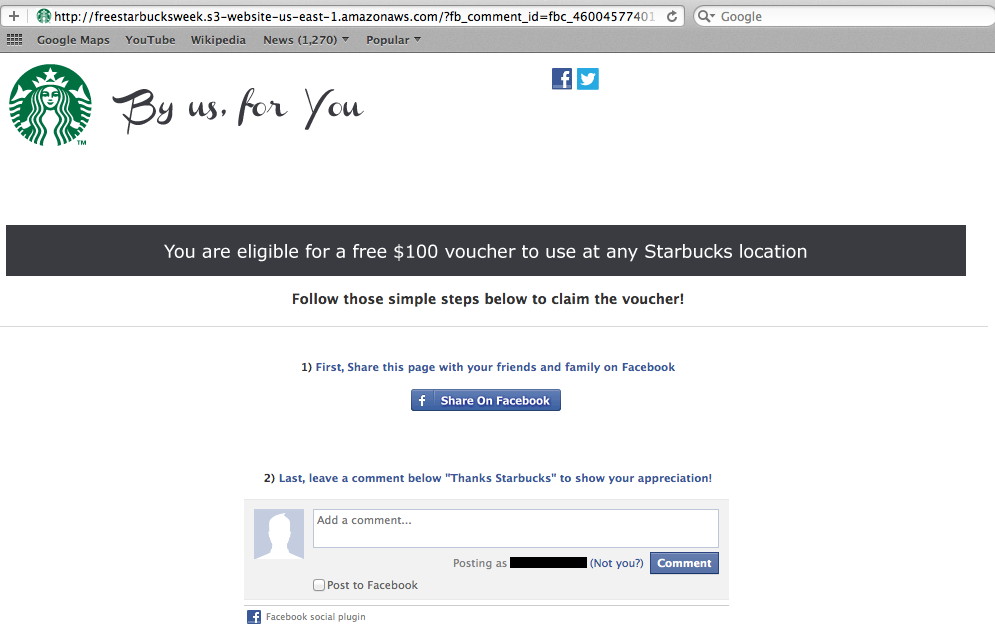 http://freestarbucksweek.s3-website-us-east-1.amazonaws.com/?fb_comment_id=fbc_46004577401
Google
Google Maps YouTube Wikipedia News (1,270) Popular
By us, for You
TM
You are eligible for a free $100 voucher to use at any Starbucks location
Follow those simple steps below to claim the voucher!
1) First, Share this page with your friends and family on Facebook
f Share On Facebook
2) Last, leave a comment below "Thanks Starbucks" to show your appreciation!
Add a comment...
Posting as (Not you?) Comment
Post to Facebook
f Facebook social plugin